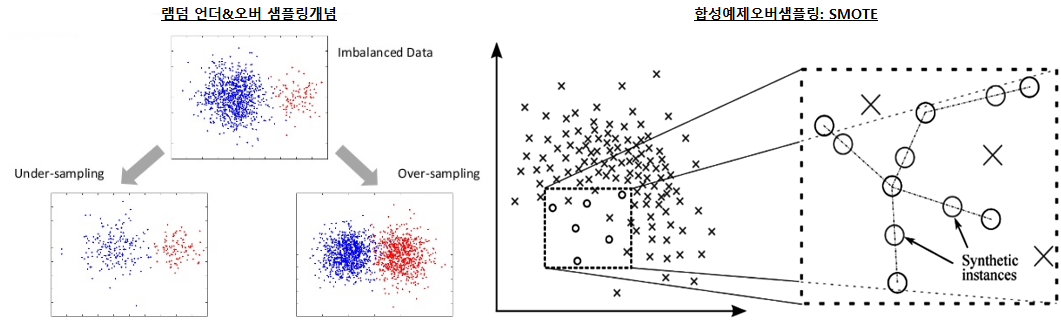 램덤 언더&오버 샘플링개념
Imbalanced Data
Under-sampling
Over-sampling
합성예제오버샘플링: SMOTE
Synthetic
instances